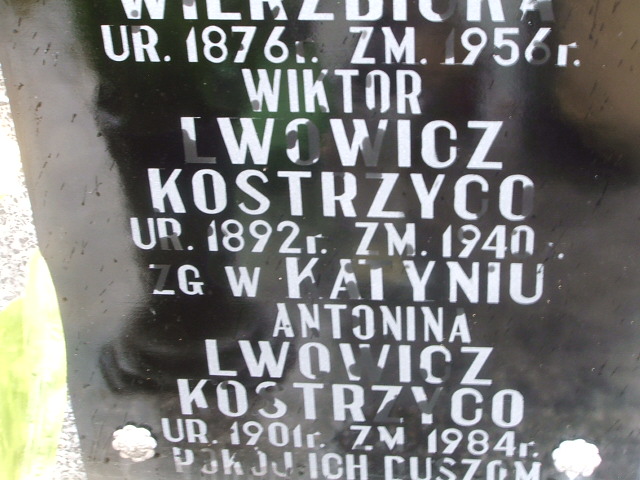 WIERZBICKA
UR. 1876r. ZM. 1956r.
WIKTOR
LWOWICZ
KOSTRZYCO
UR. 1892r. ZM. 1940r.
ZG W KATYNIU
ANTONINA
LWOWICZ
KOSTRZYCO
UR. 1901r. ZM 1984r.
POKÓJ ICH DUSZOM